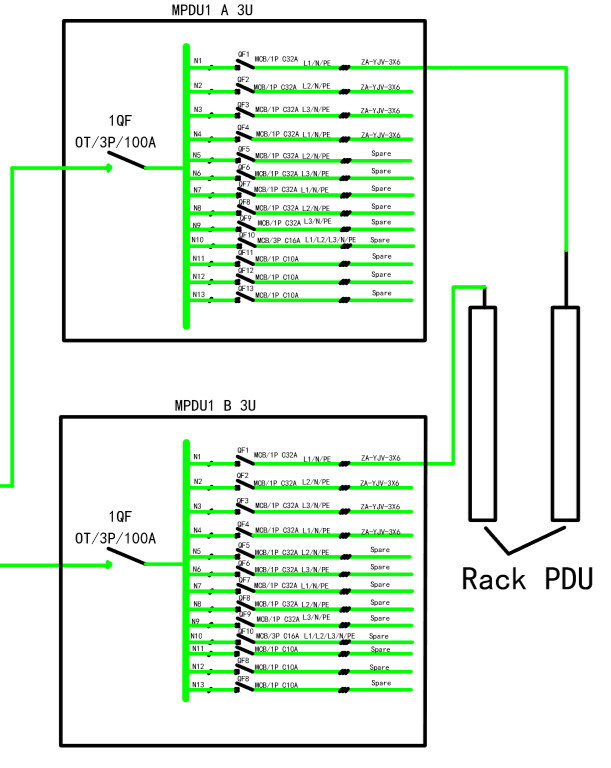 MPDU1 A 3U
1QF
OT/3P/100A
N1 QF1 MCB/1P C32A L1/N/PE ZA-YJV-3X6
N2 QF2 MCB/1P C32A L2/N/PE ZA-YJV-3X6
N3 QF3 MCB/1P C32A L3/N/PE ZA-YJV-3X6
N4 QF4 MCB/1P C32A L1/N/PE ZA-YJV-3X6
N5 QF5 MCB/1P C32A L2/N/PE Spare
N6 QF6 MCB/1P C32A L3/N/PE Spare
N7 QF7 MCB/1P C32A L1/N/PE Spare
N8 QF8 MCB/1P C32A L2/N/PE Spare
N9 QF9 MCB/1P C32A L3/N/PE Spare
N10 QF10 MCB/3P C16A L1/L2/L3/N/PE Spare
N11 QF11 MCB/1P C10A Spare
N12 QF12 MCB/1P C10A Spare
N13 QF13 MCB/1P C10A Spare
MPDU1 B 3U
1QF
OT/3P/100A
N1 QF1 MCB/1P C32A L1/N/PE ZA-YJV-3X6
N2 QF2 MCB/1P C32A L2/N/PE ZA-YJV-3X6
N3 QF3 MCB/1P C32A L3/N/PE ZA-YJV-3X6
N4 QF4 MCB/1P C32A L1/N/PE ZA-YJV-3X6
N5 QF5 MCB/1P C32A L2/N/PE Spare
N6 QF6 MCB/1P C32A L3/N/PE Spare
N7 QF7 MCB/1P C32A L1/N/PE Spare
N8 QF8 MCB/1P C32A L2/N/PE Spare
N9 QF9 MCB/1P C32A L3/N/PE Spare
N10 QF10 MCB/3P C16A L1/L2/L3/N/PE Spare
N11 MCB/1P C10A Spare
N12 QF8 MCB/1P C10A Spare
N13 QF8 MCB/1P C10A Spare
Rack PDU